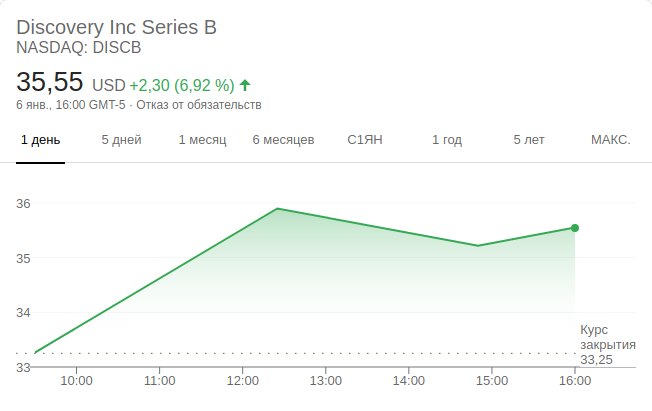 Discovery Inc Series B
NASDAQ: DISCB
35,55 USD +2,30 (6,92 %)
6 янв., 16:00 GMT-5 · Отказ от обязательств
1 день 5 дней 1 месяц 6 месяцев С1ЯН 1 год 5 лет МАКС.
36
35
34
33
Курс
закрытия
33,25
10:00 11:00 12:00 13:00 14:00 15:00 16:00